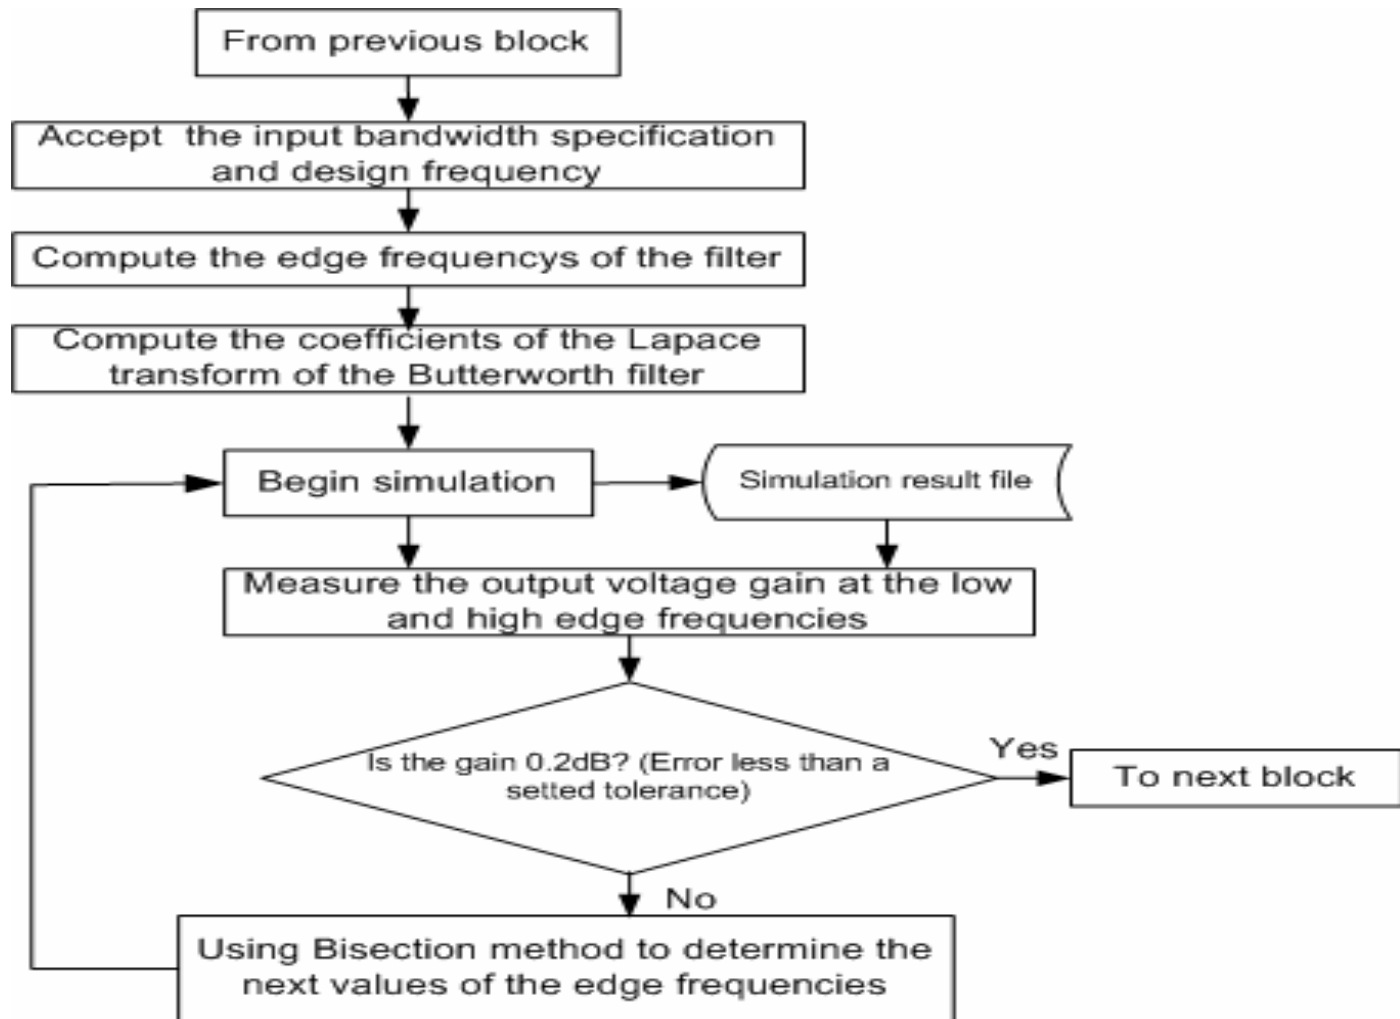 From previous block
Accept the input bandwidth specification
and design frequency
Compute the edge frequencys of the filter
Compute the coefficients of the Lapace
transform of the Butterworth filter
Begin simulation
Simulation result file
Measure the output voltage gain at the low
and high edge frequencies
Is the gain 0.2dB? (Error less than a
setted tolerance)
Yes
To next block
No
Using Bisection method to determine the
next values of the edge frequencies